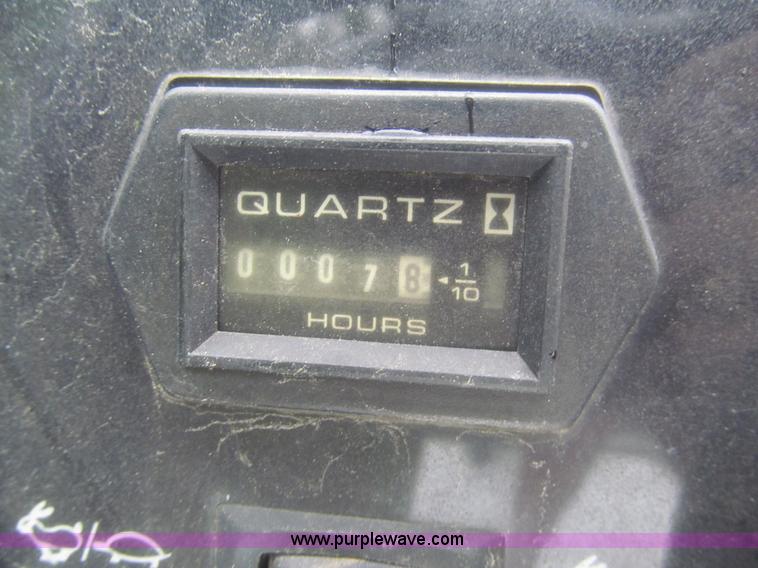 QUARTZ
00078 1/10
HOURS
www.purplewave.com